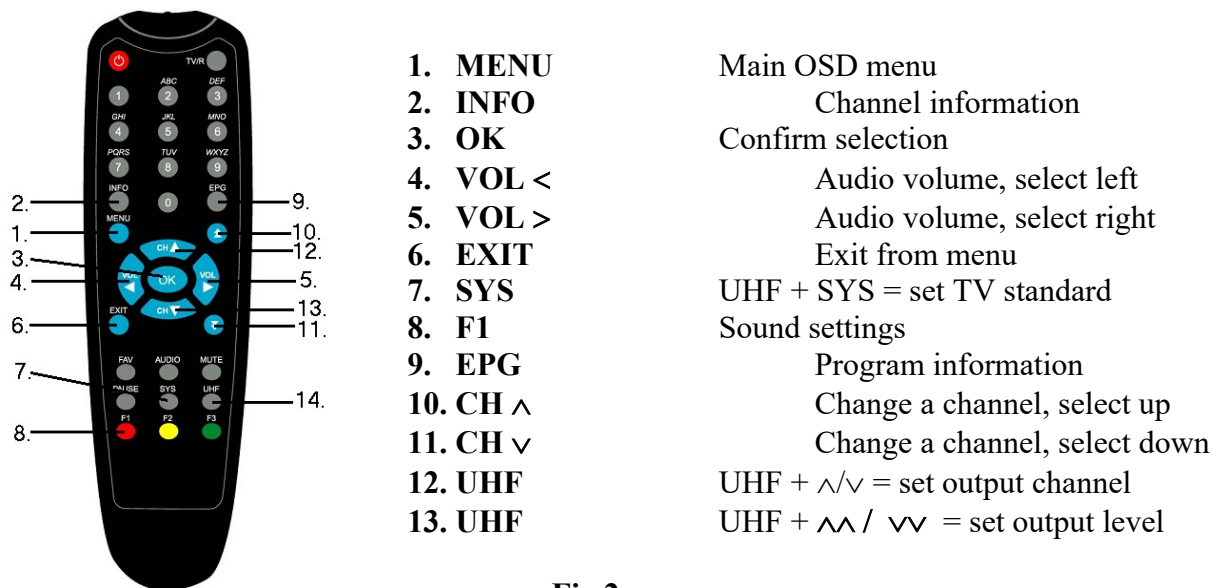 TV/R
ABC DEF
1 2 3
GHI JKL MNO
4 5 6
PQRS TUV WXYZ
7 8 9
INFO EPG
2. 0 9.
MENU
1. 10.
CH 12.
3.
VOL OK VOL
4. 5.
CH 13.
EXIT
6. 11.
FAV AUDIO MUTE
7.
PAUSE SYS UHF
14.
F1 F2 F3
8.
1. MENU Main OSD menu
2. INFO Channel information
3. OK Confirm selection
4. VOL < Audio volume, select left
5. VOL > Audio volume, select right
6. EXIT Exit from menu
7. SYS UHF + SYS = set TV standard
8. F1 Sound settings
9. EPG Program information
10. CH ∧ Change a channel, select up
11. CH ∨ Change a channel, select down
12. UHF UHF + ∧/∨ = set output channel
13. UHF UHF + ∧∧ / ∨∨ = set output level